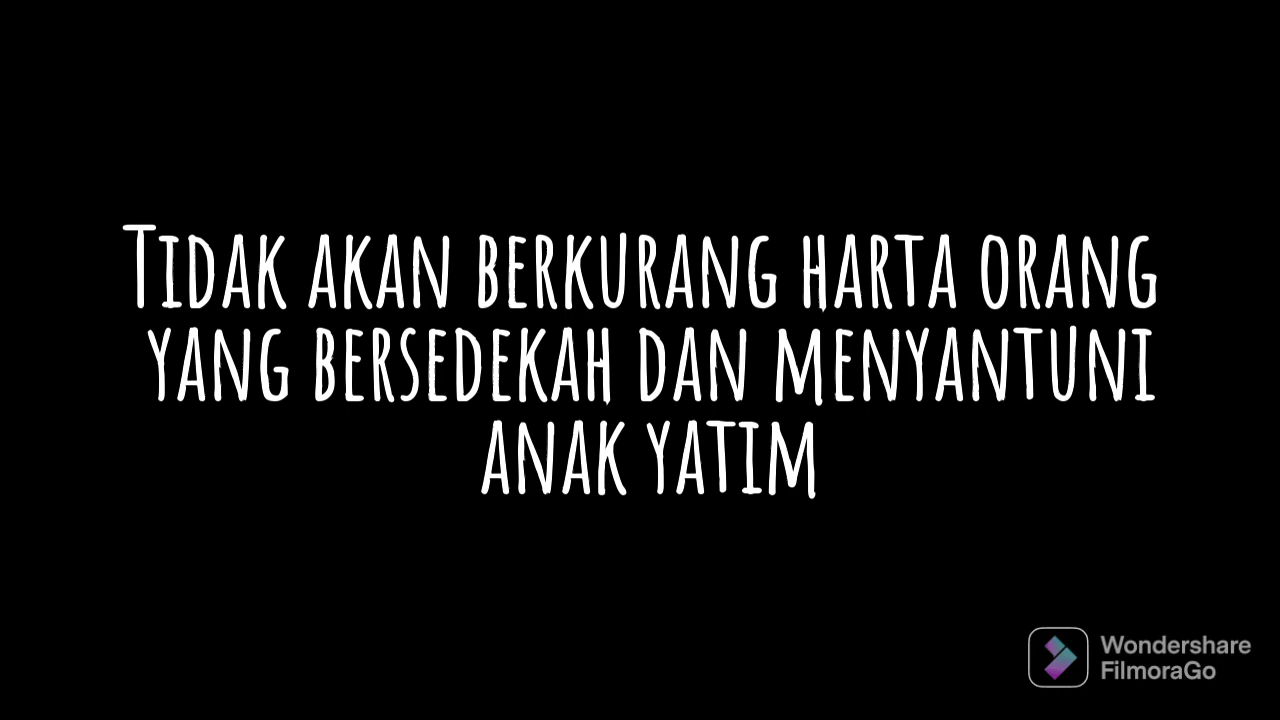 Tidak akan berkurang harta orang
yang bersedekah dan menyantuni
anak yatim
Wondershare
FilmoraGo